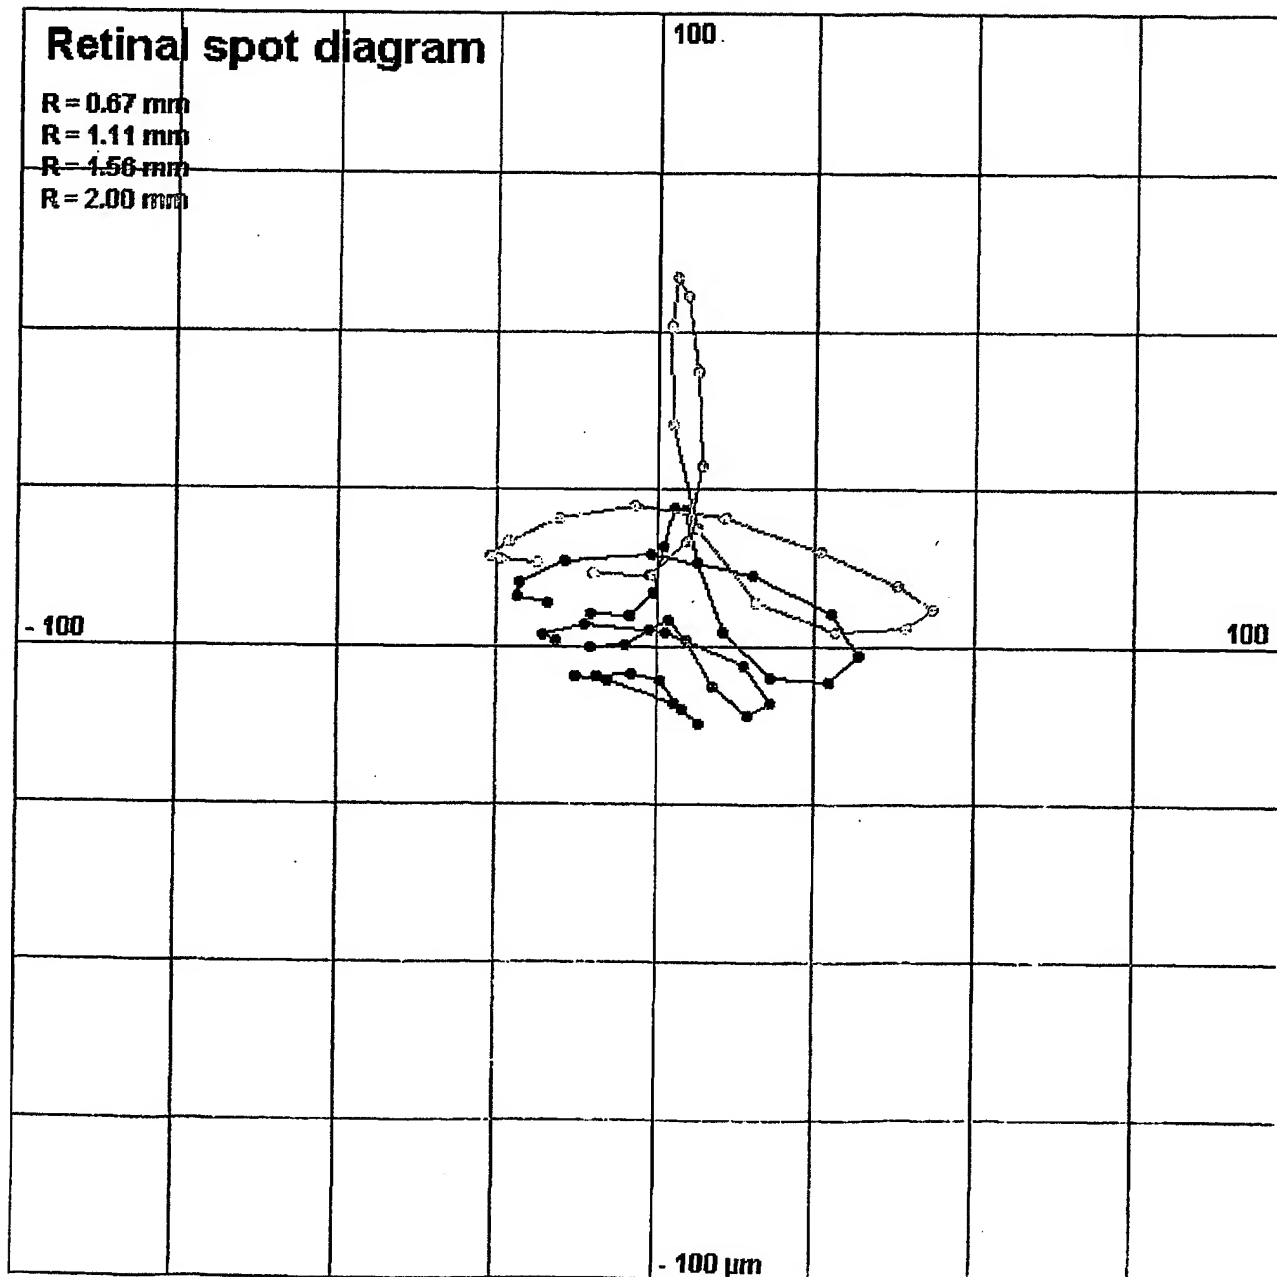 Retinal spot diagram
R = 0.67 mm
R = 1.11 mm
R = 1.56 mm
R = 2.00 mm
100
- 100
100
- 100 µm